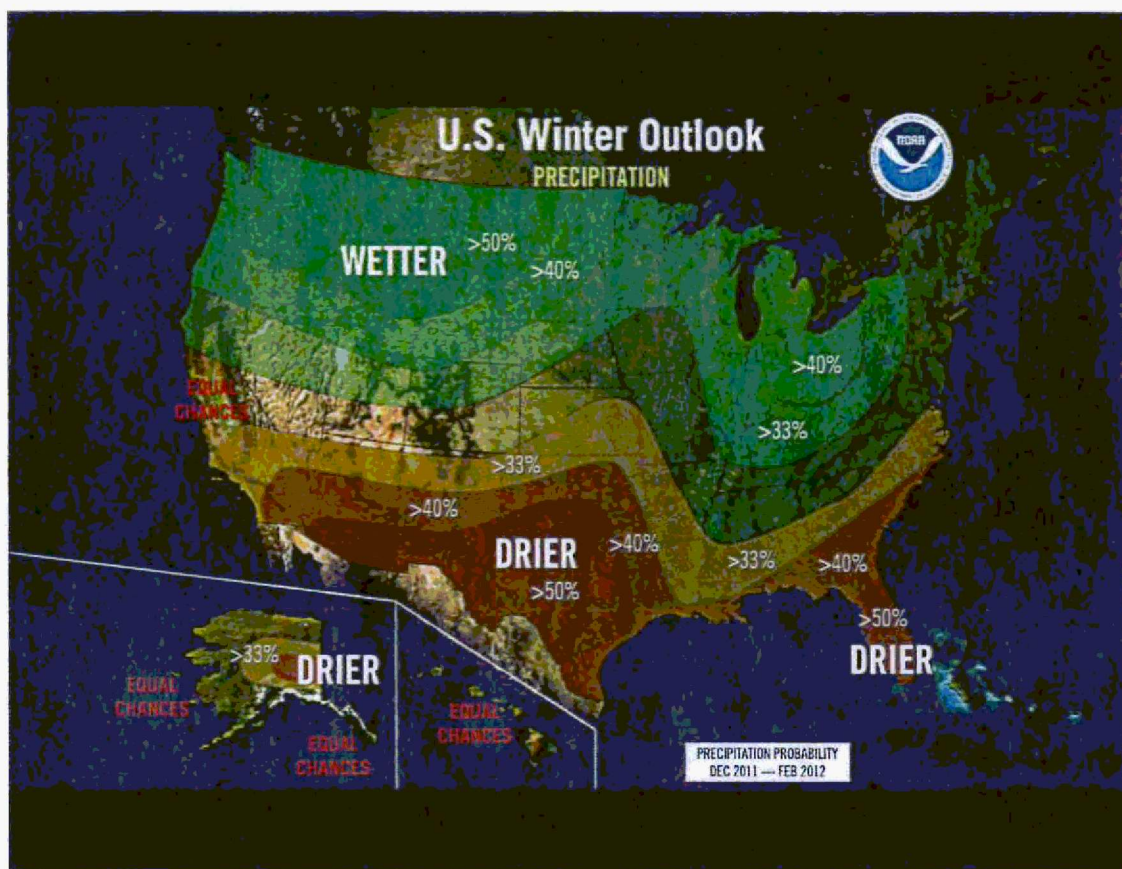 U.S. Winter Outlook
PRECIPITATION
NOAA
WETTER
>50%
>40%
>40%
>33%
EQUAL
CHANCES
>33%
>40%
DRIER
>40%
>50%
>33%
>40%
>50%
DRIER
>33%
DRIER
EQUAL
CHANCES
EQUAL
CHANCES
EQUAL
CHANCES
PRECIPITATION PROBABILITY
DEC 2011 — FEB 2012